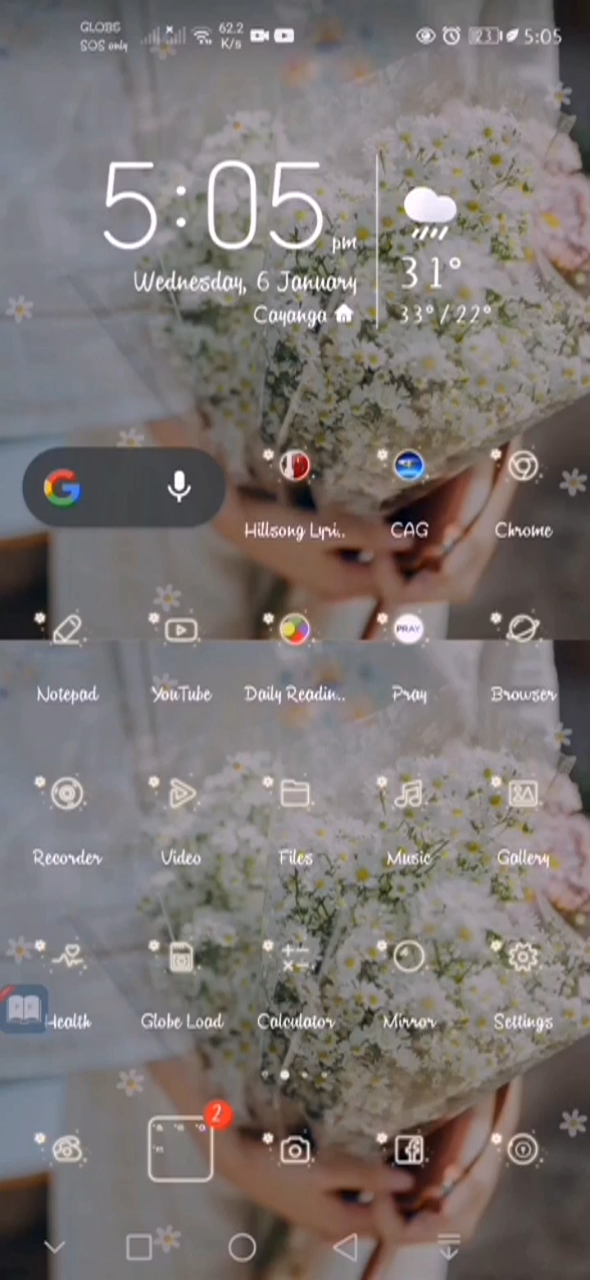 GLOBE
SOS only
62.2
K/s
23
5:05
5:05 pm
Wednesday, 6 January
Cayanga
31°
33°/22°
Hillsong Lyri..
CAG
Chrome
PRAY
Notepad
YouTube
Daily Readin..
Pray
Browser
Recorder
Video
Files
Music
Gallery
Health
Globe Load
Calculator
Mirror
Settings
2